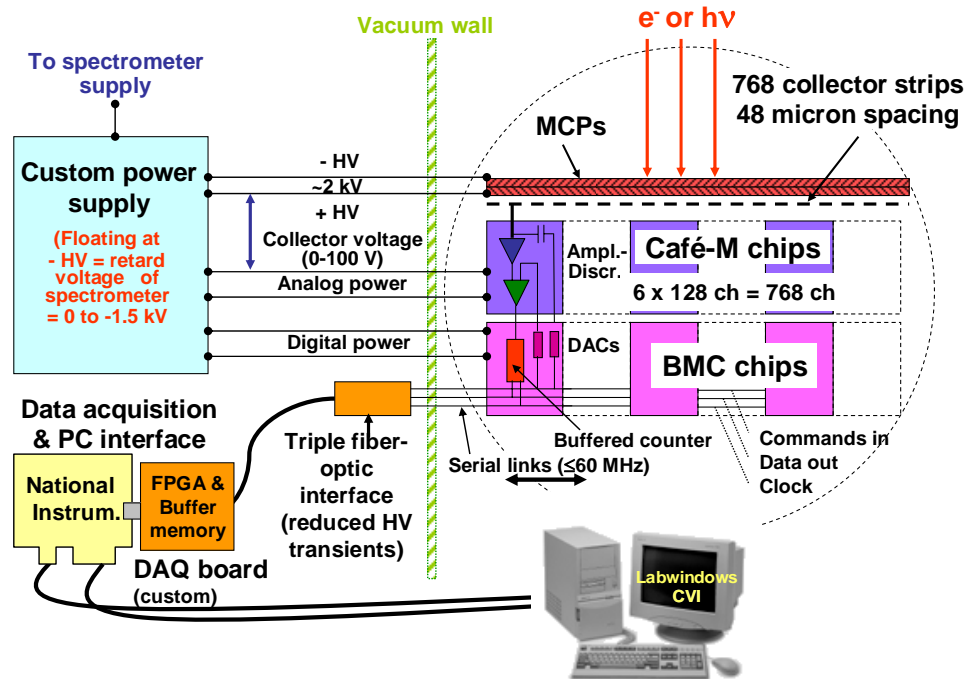 Vacuum wall
e- or hν
To spectrometer
supply
768 collector strips
48 micron spacing
MCPs
Custom power
supply
(Floating at
- HV = retard
voltage of
spectrometer
= 0 to -1.5 kV
- HV
~2 kV
+ HV
Collector voltage
(0-100 V)
Analog power
Digital power
Ampl.-
Discr.
Café-M chips
6 x 128 ch = 768 ch
DACs
BMC chips
Data acquisition
& PC interface
National
Instrum.
FPGA &
Buffer
memory
DAQ board
(custom)
Triple fiber-
optic
interface
(reduced HV
transients)
Buffered counter
Serial links (≤60 MHz)
Commands in
Data out
Clock
Labwindows
CVI